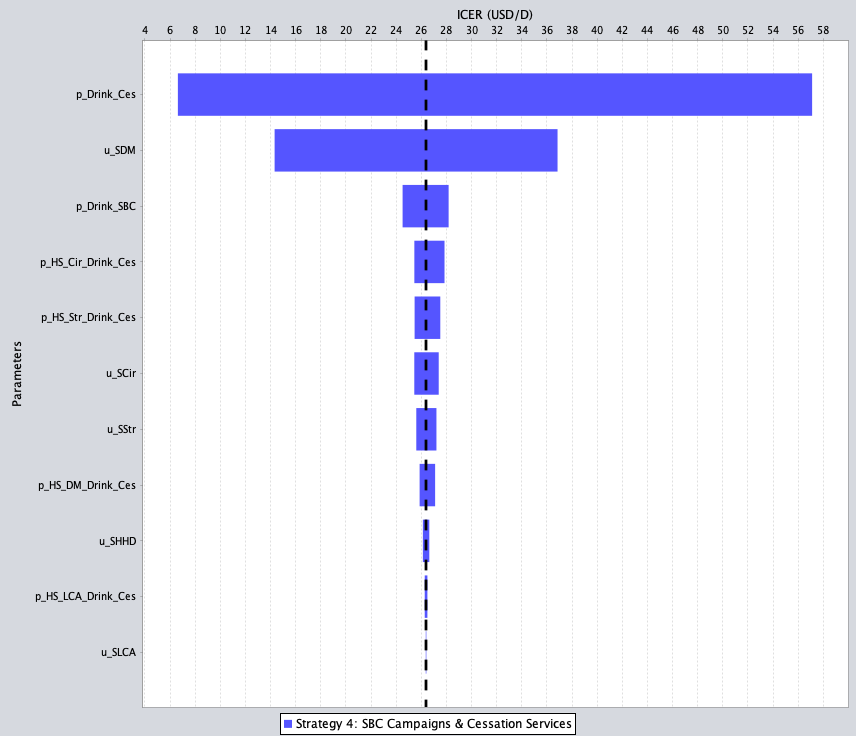 ICER (USD/D)
4 6 8 10 12 14 16 18 20 22 24 26 28 30 32 34 36 38 40 42 44 46 48 50 52 54 56 58
p_Drink_Ces
u_SDM
p_Drink_SBC
p_HS_Cir_Drink_Ces
p_HS_Str_Drink_Ces
u_SCir
u_SStr
p_HS_DM_Drink_Ces
u_SHHD
p_HS_LCA_Drink_Ces
u_SLCA
Parameters
Strategy 4: SBC Campaigns & Cessation Services